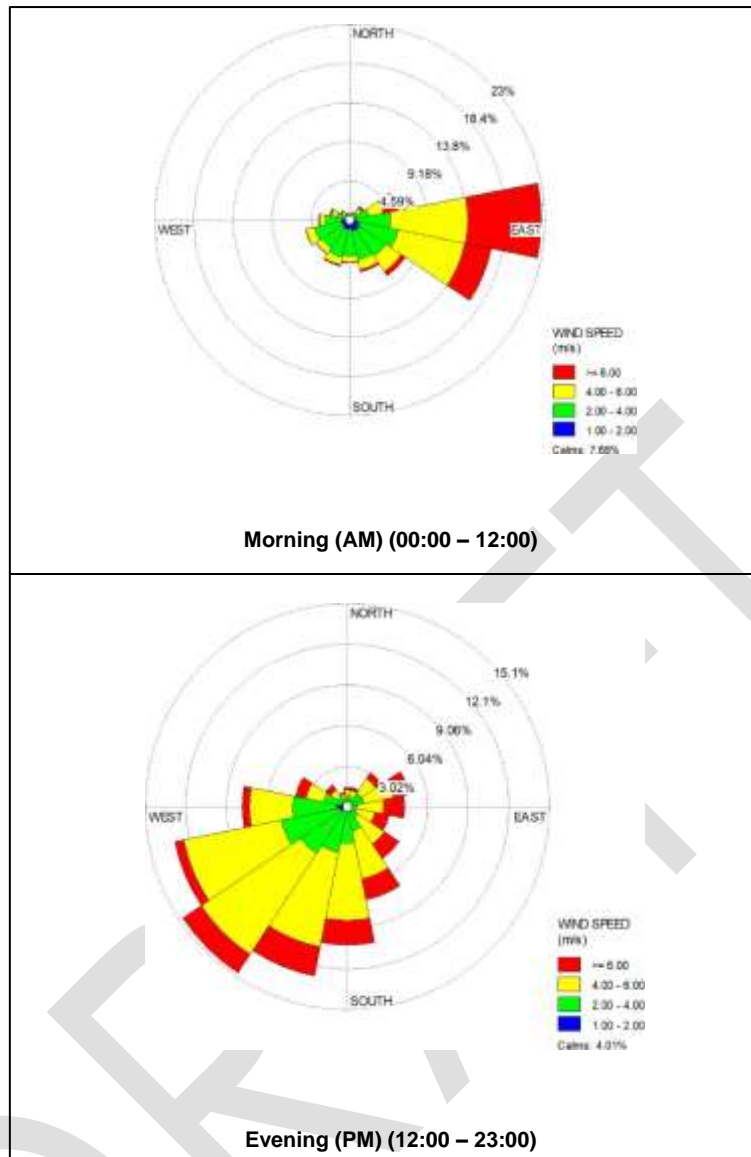 NORTH
23%
18.4%
13.8%
9.18%
4.59%
WEST
EAST
SOUTH
WIND SPEED
(m/s)
>= 6.00
4.00 - 6.00
2.00 - 4.00
1.00 - 2.00
Calms: 7.68%
Morning (AM) (00:00 – 12:00)
NORTH
15.1%
12.1%
9.06%
6.04%
3.02%
WEST
EAST
SOUTH
WIND SPEED
(m/s)
>= 6.00
4.00 - 6.00
2.00 - 4.00
1.00 - 2.00
Calms: 4.01%
Evening (PM) (12:00 – 23:00)
DRAFT